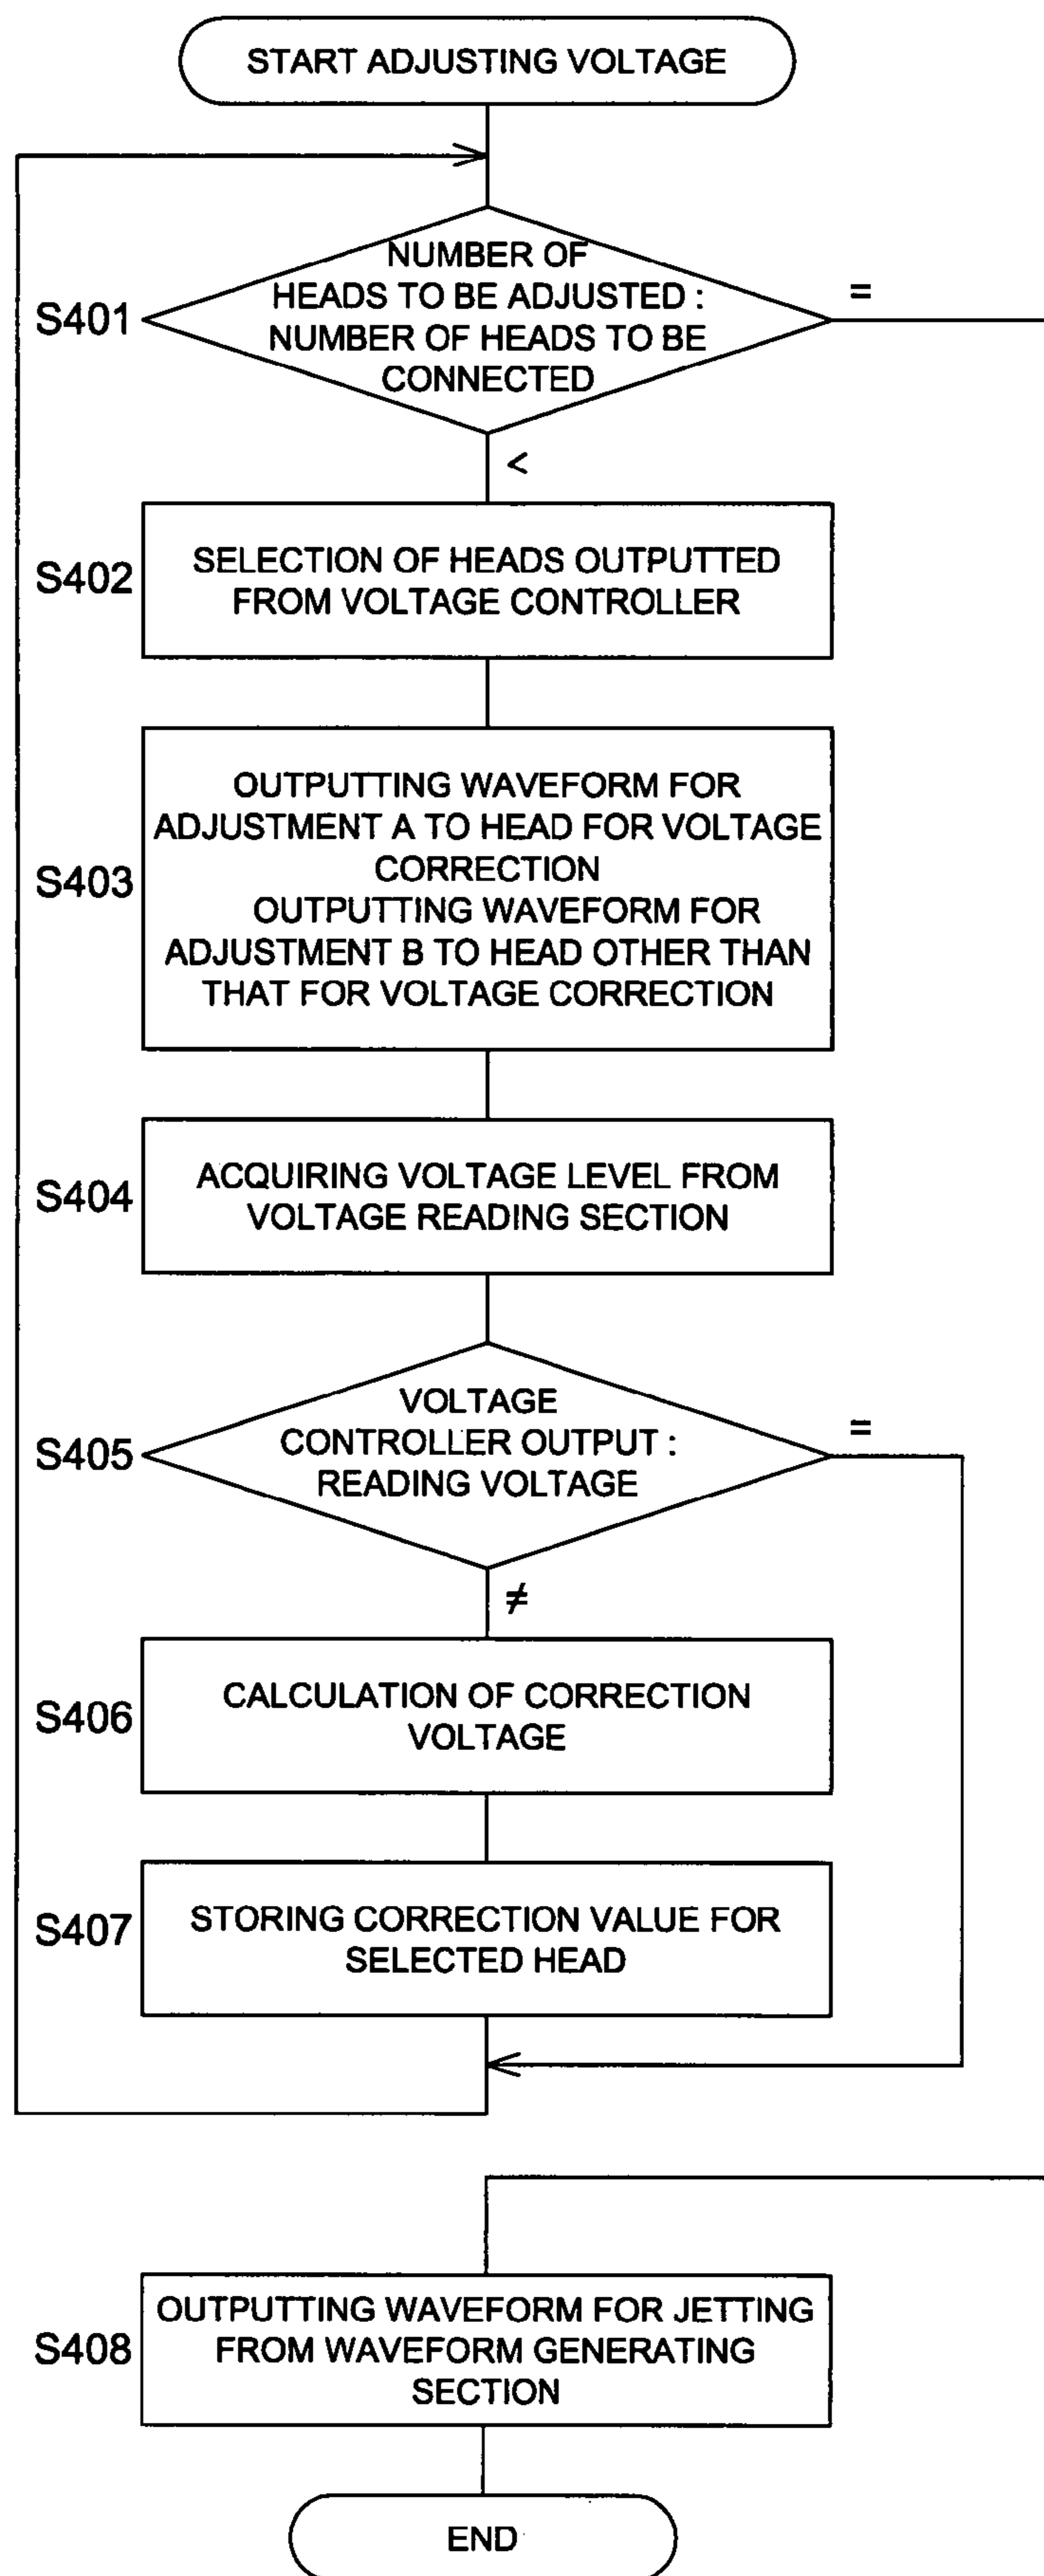 START ADJUSTING VOLTAGE
S401
NUMBER OF
HEADS TO BE ADJUSTED :
NUMBER OF HEADS TO BE
CONNECTED
=
<
S402
SELECTION OF HEADS OUTPUTTED
FROM VOLTAGE CONTROLLER
S403
OUTPUTTING WAVEFORM FOR
ADJUSTMENT A TO HEAD FOR VOLTAGE
CORRECTION
OUTPUTTING WAVEFORM FOR
ADJUSTMENT B TO HEAD OTHER THAN
THAT FOR VOLTAGE CORRECTION
S404
ACQUIRING VOLTAGE LEVEL FROM
VOLTAGE READING SECTION
S405
VOLTAGE
CONTROLLER OUTPUT :
READING VOLTAGE
=
≠
S406
CALCULATION OF CORRECTION
VOLTAGE
S407
STORING CORRECTION VALUE FOR
SELECTED HEAD
S408
OUTPUTTING WAVEFORM FOR JETTING
FROM WAVEFORM GENERATING
SECTION
END